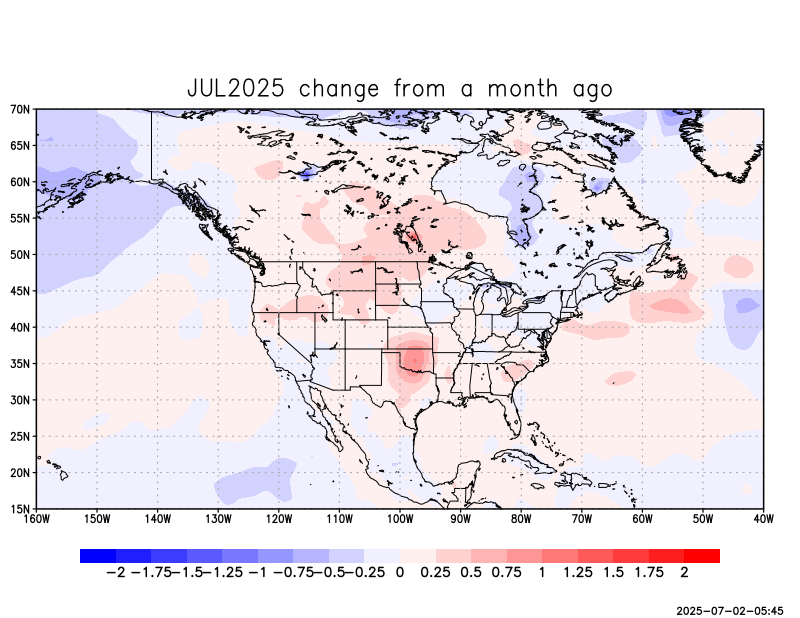 JUL2025 change from a month ago
70N
65N
60N
55N
50N
45N
40N
35N
30N
25N
20N
15N
160W 150W 140W 130W 120W 110W 100W 90W 80W 70W 60W 50W 40W
-2 -1.75 -1.5 -1.25 -1 -0.75 -0.5 -0.25 0 0.25 0.5 0.75 1 1.25 1.5 1.75 2
2025-07-02-05:45